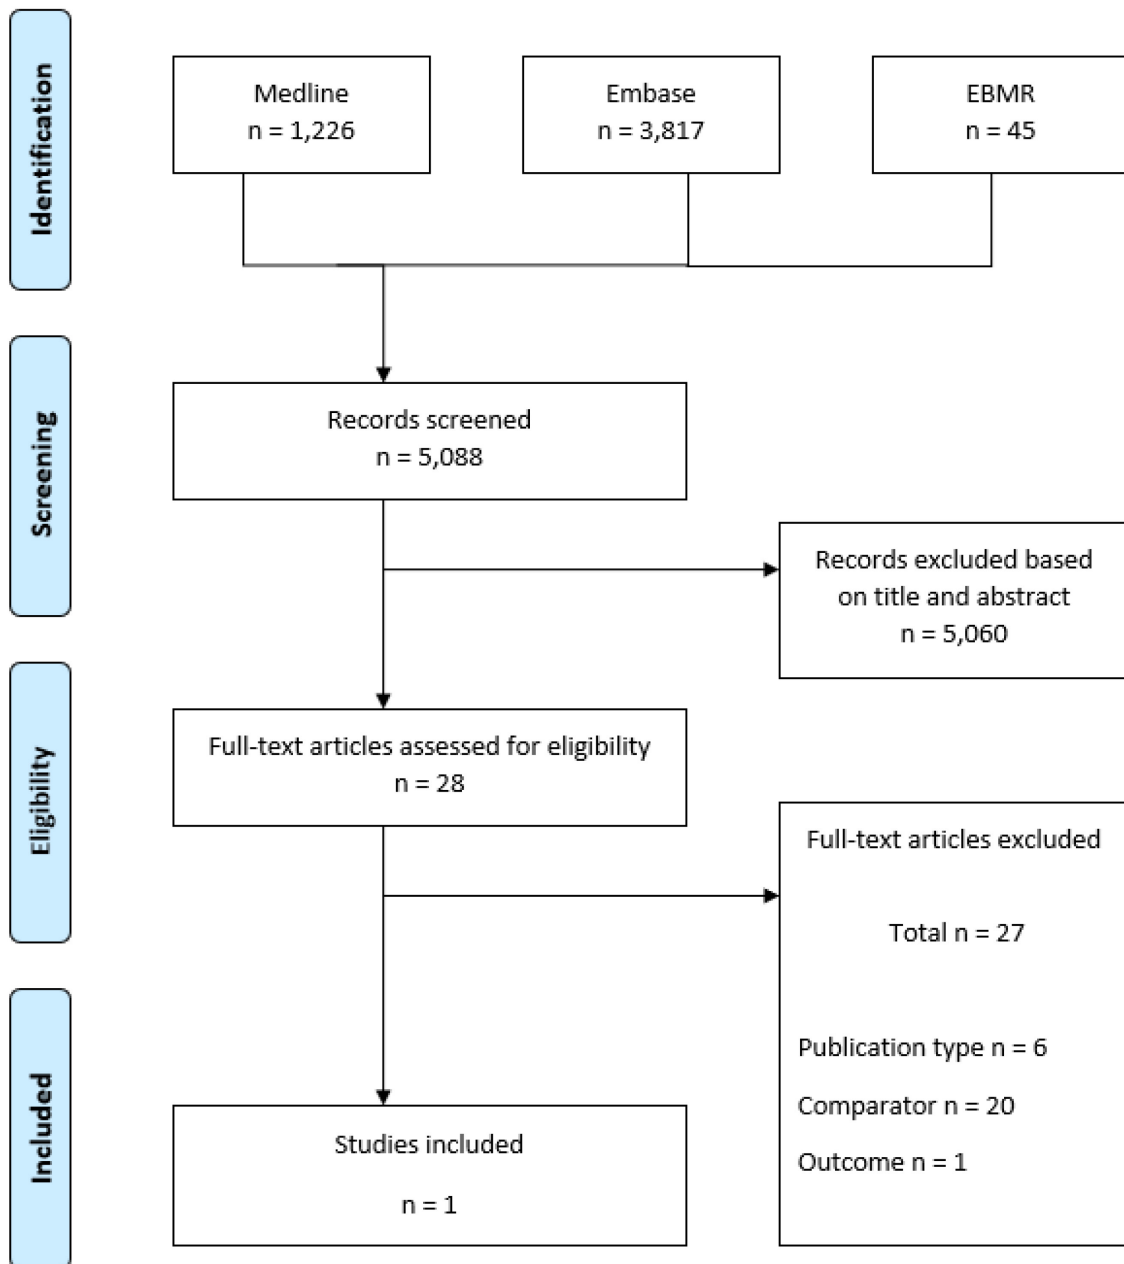 Identification
Medline
n = 1,226
Embase
n = 3,817
EBMR
n = 45
Screening
Records screened
n = 5,088
Records excluded based
on title and abstract
n = 5,060
Eligibility
Full-text articles assessed for eligibility
n = 28
Full-text articles excluded
Total n = 27
Publication type n = 6
Comparator n = 20
Outcome n = 1
Included
Studies included
n = 1